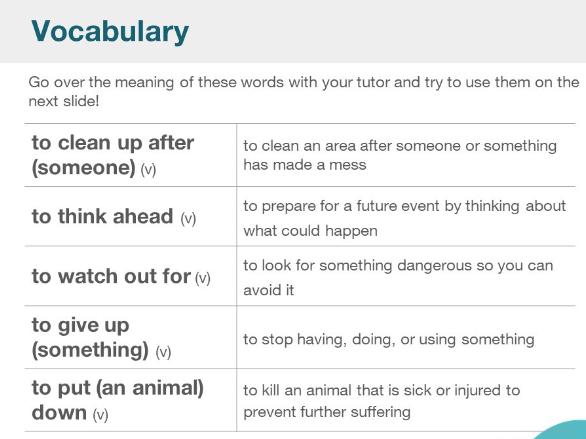 Vocabulary
Go over the meaning of these words with your tutor and try to use them on the
next slide!
to clean up after
(someone) (v)
to clean an area after someone or something
has made a mess
to think ahead (v)
to prepare for a future event by thinking about
what could happen
to watch out for (v)
to look for something dangerous so you can
avoid it
to give up
(something) (v)
to stop having, doing, or using something
to put (an animal)
down (v)
to kill an animal that is sick or injured to
prevent further suffering